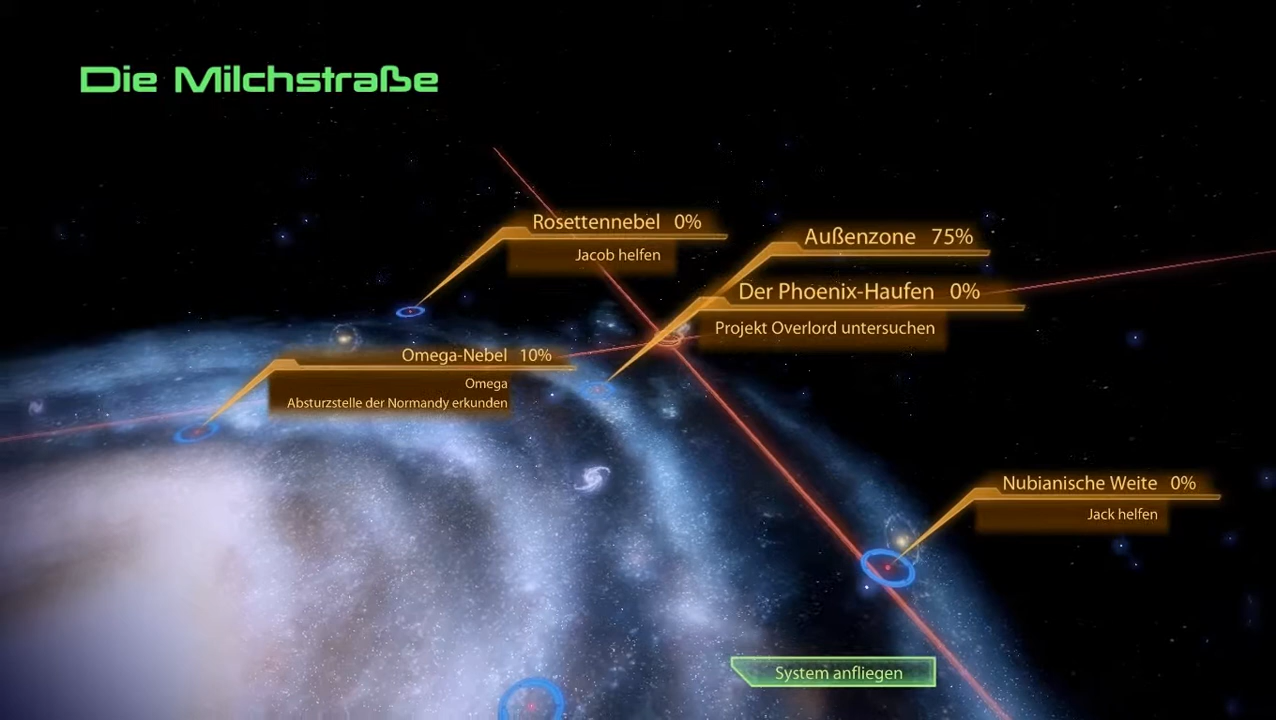 Die Milchstraße
Rosettennebel 0%
Jacob helfen
Außenzone 75%
Der Phoenix-Haufen 0%
Projekt Overlord untersuchen
Omega-Nebel 10%
Omega
Absturzstelle der Normandy erkunden
Nubianische Weite 0%
Jack helfen
System anfliegen